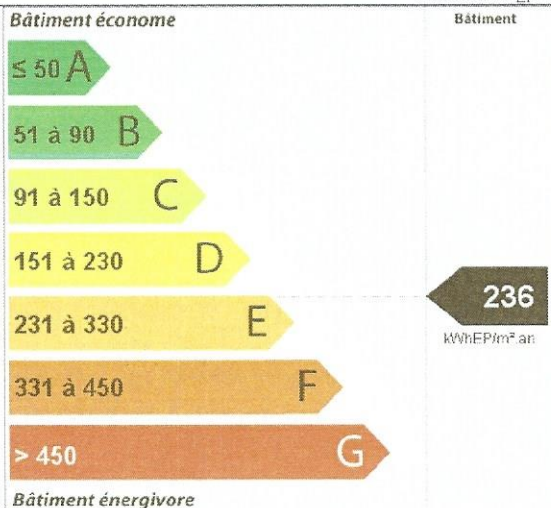 Bâtiment économe
Bâtiment
≤ 50 A
51 à 90 B
91 à 150 C
151 à 230 D
236
kWhEP/m².an
231 à 330 E
331 à 450 F
> 450 G
Bâtiment énergivore